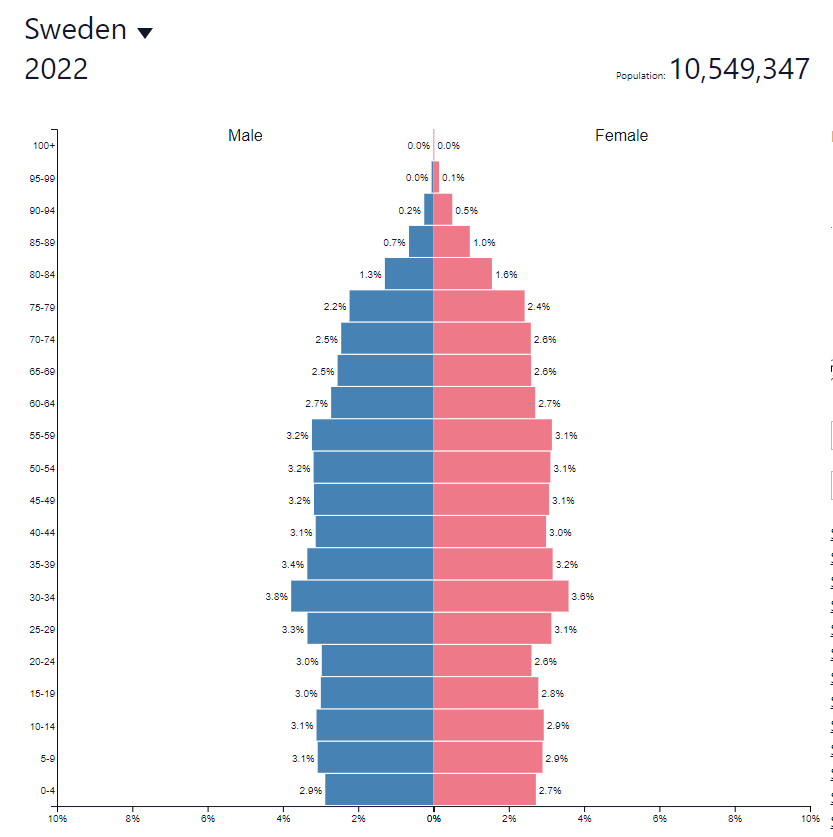 Sweden
2022
Population: 10,549,347
Male Female
100+ 0.0% 0.0%
95-99 0.0% 0.1%
90-94 0.2% 0.5%
85-89 0.7% 1.0%
80-84 1.3% 1.6%
75-79 2.2% 2.4%
70-74 2.5% 2.6%
65-69 2.5% 2.6%
60-64 2.7% 2.7%
55-59 3.2% 3.1%
50-54 3.2% 3.1%
45-49 3.2% 3.1%
40-44 3.1% 3.0%
35-39 3.4% 3.2%
30-34 3.8% 3.6%
25-29 3.3% 3.1%
20-24 3.0% 2.6%
15-19 3.0% 2.8%
10-14 3.1% 2.9%
5-9 3.1% 2.9%
0-4 2.9% 2.7%
10% 8% 6% 4% 2% 0% 2% 4% 6% 8% 10%